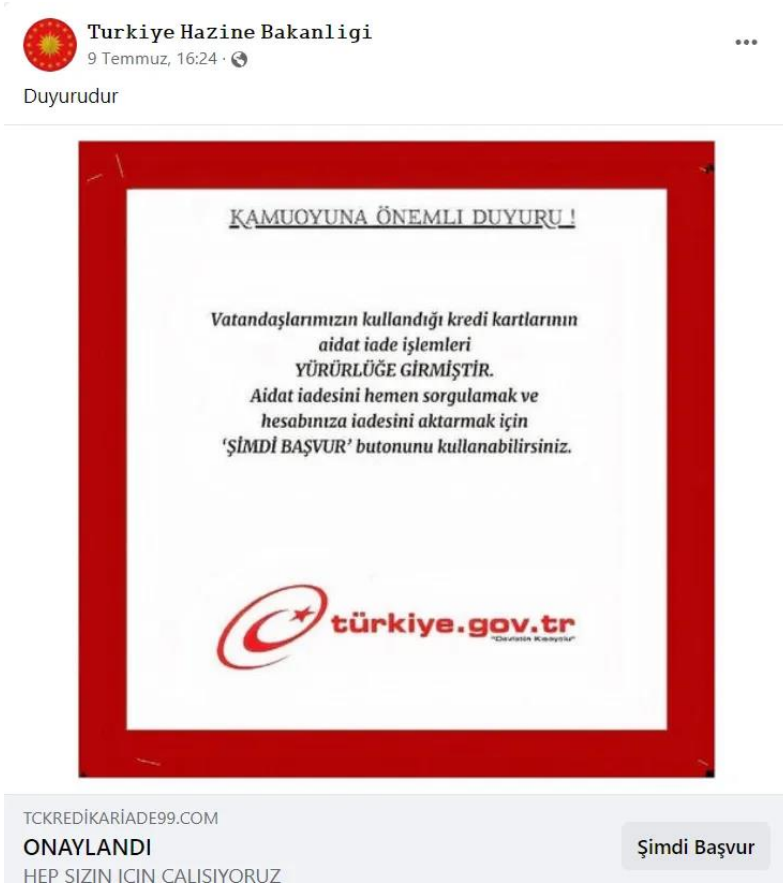 Turkiye Hazine Bakanligi
9 Temmuz, 16:24 ·
Duyurudur
KAMUOYUNA ÖNEMLI DUYURU !
Vatandaşlarımızın kullandığı kredi kartlarının
aidat iade işlemleri
YÜRÜRLÜĞE GİRMİŞTİR.
Aidat iadesini hemen sorgulamak ve
hesabınıza iadesini aktarmak için
‘ŞİMDİ BAŞVUR’ butonunu kullanabilirsiniz.
türkiye.gov.tr
"Devletin Kısayolu"
TCKREDİKARİADE99.COM
ONAYLANDI
Şimdi Başvur
HEP SIZIN ICIN CALISIYORUZ